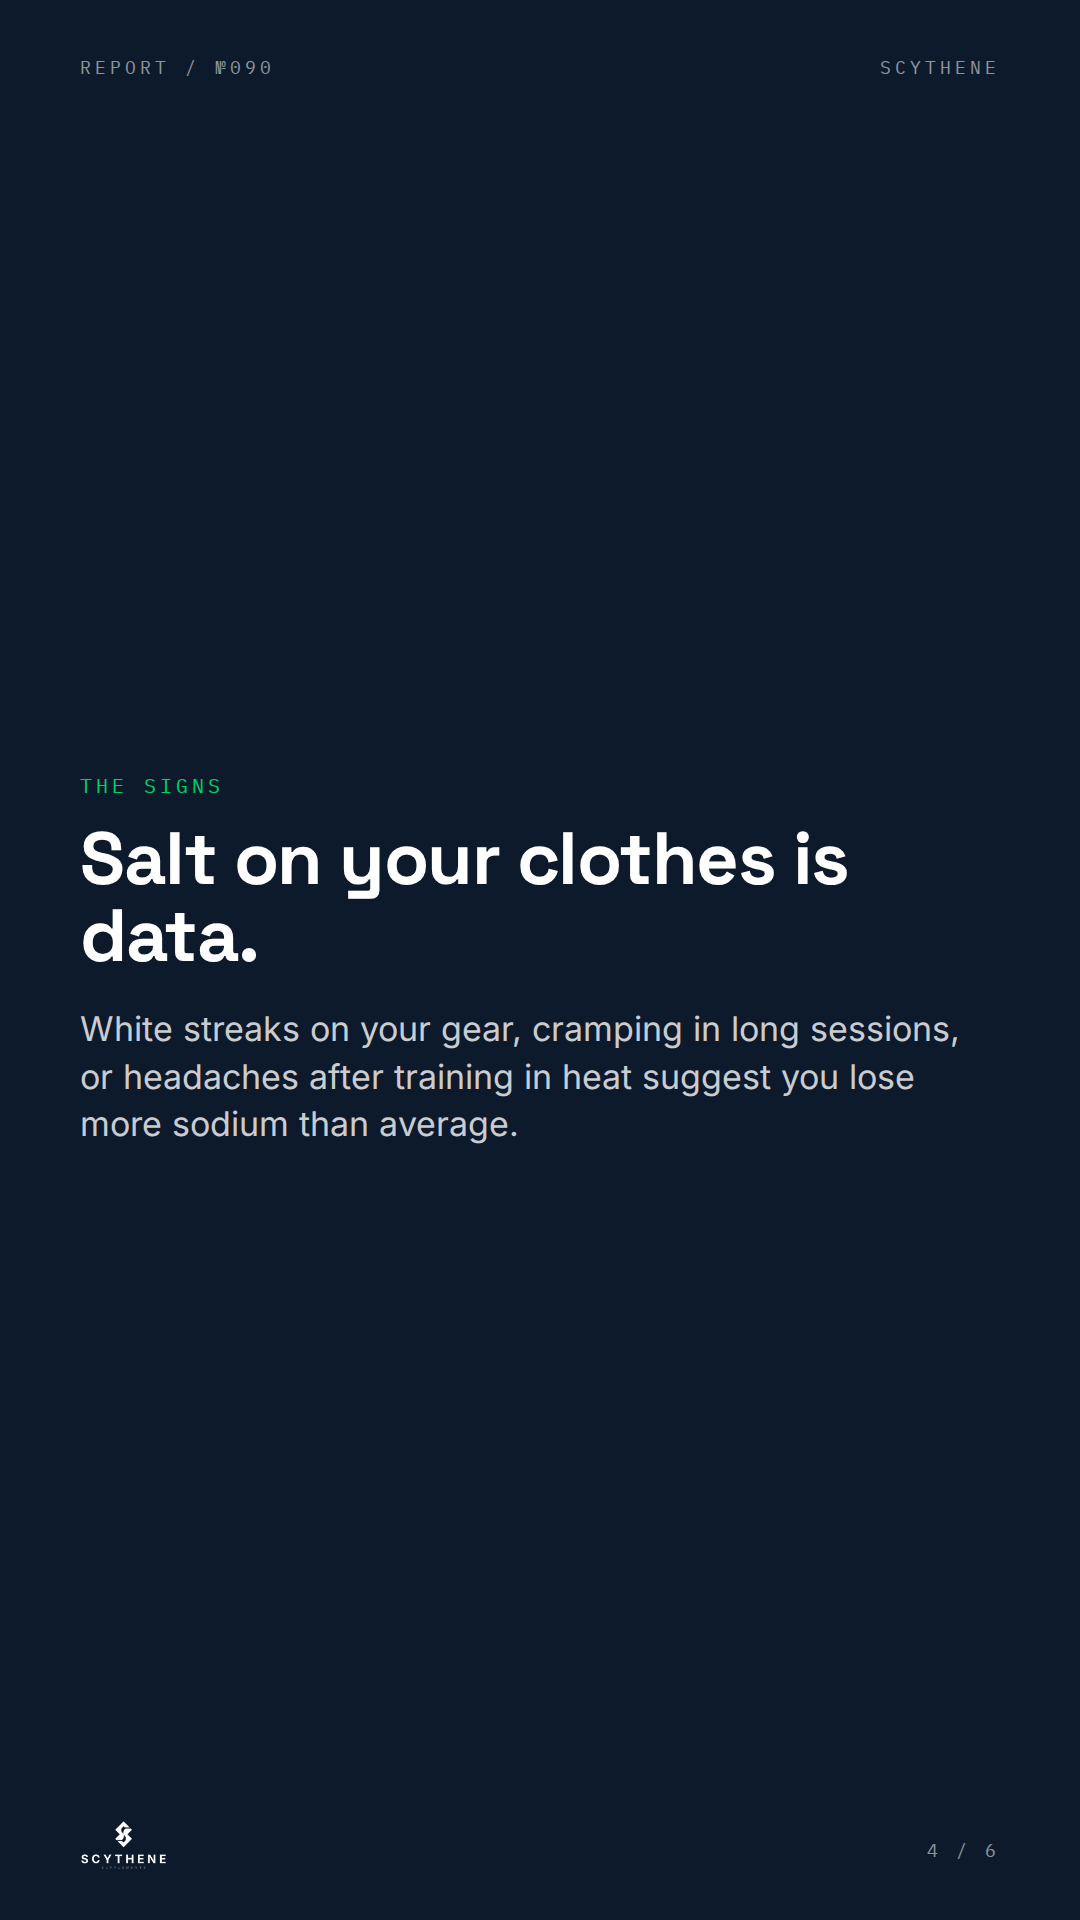 REPORT / №090
SCYTHENE
THE SIGNS
Salt on your clothes is
data.
White streaks on your gear, cramping in long sessions,
or headaches after training in heat suggest you lose
more sodium than average.
SCYTHENE
4 / 6